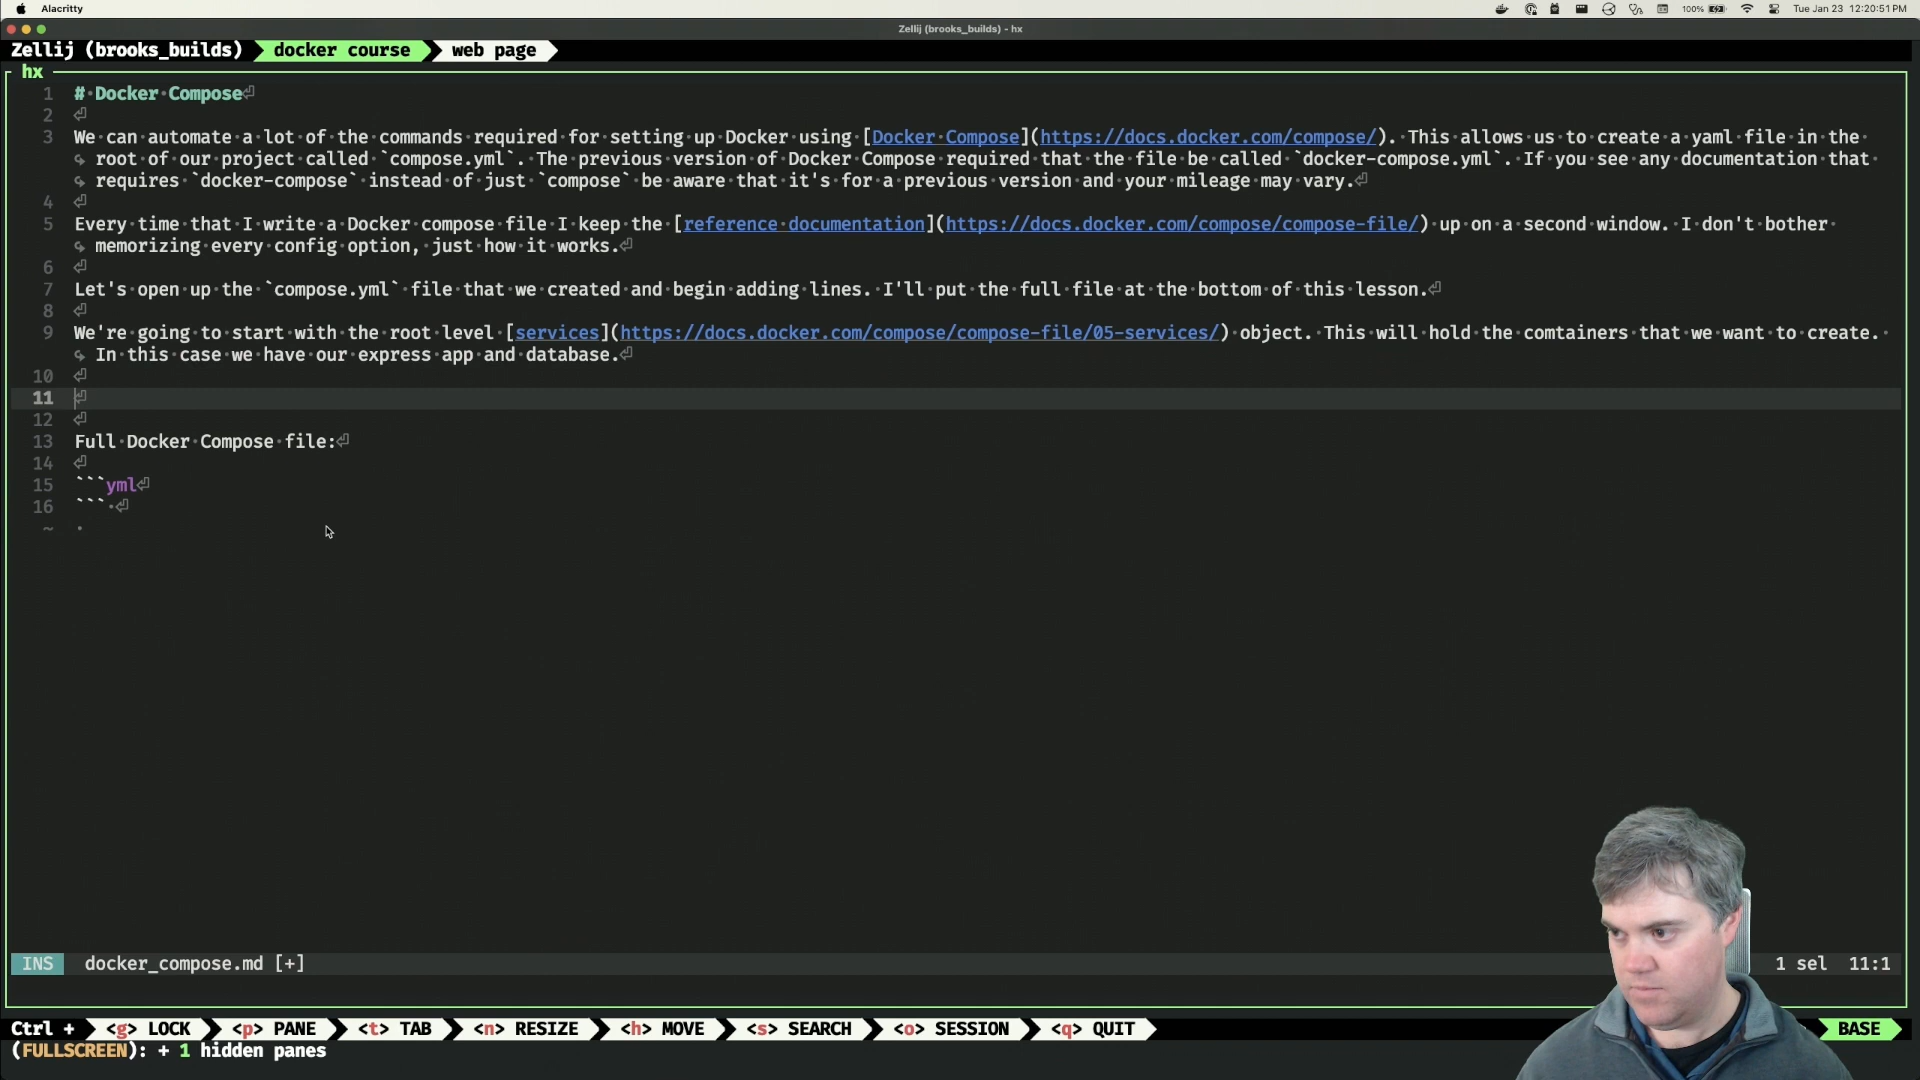 Alacritty
100%
Tue Jan 23 12:20:51 PM
Zellij (brooks_builds) - hx
Zellij (brooks_builds) docker course web page
hx
1 # Docker Compose
2
3 We can automate a lot of the commands required for setting up Docker using [Docker Compose](https://docs.docker.com/compose/). This allows us to create a yaml file in the
root of our project called `compose.yml`. The previous version of Docker Compose required that the file be called `docker-compose.yml`. If you see any documentation that
requires `docker-compose` instead of just `compose` be aware that it's for a previous version and your mileage may vary.
4
5 Every time that I write a Docker compose file I keep the [reference documentation](https://docs.docker.com/compose/compose-file/) up on a second window. I don't bother
memorizing every config option, just how it works.
6
7 Let's open up the `compose.yml` file that we created and begin adding lines. I'll put the full file at the bottom of this lesson.
8
9 We're going to start with the root level [services](https://docs.docker.com/compose/compose-file/05-services/) object. This will hold the comtainers that we want to create.
In this case we have our express app and database.
10
11
12
13 Full Docker Compose file:
14
15 ```yml
16 ```
~
INS docker_compose.md [+] 1 sel 11:1
Ctrl + <g> LOCK <p> PANE <t> TAB <n> RESIZE <h> MOVE <s> SEARCH <o> SESSION <q> QUIT BASE
(FULLSCREEN): + 1 hidden panes